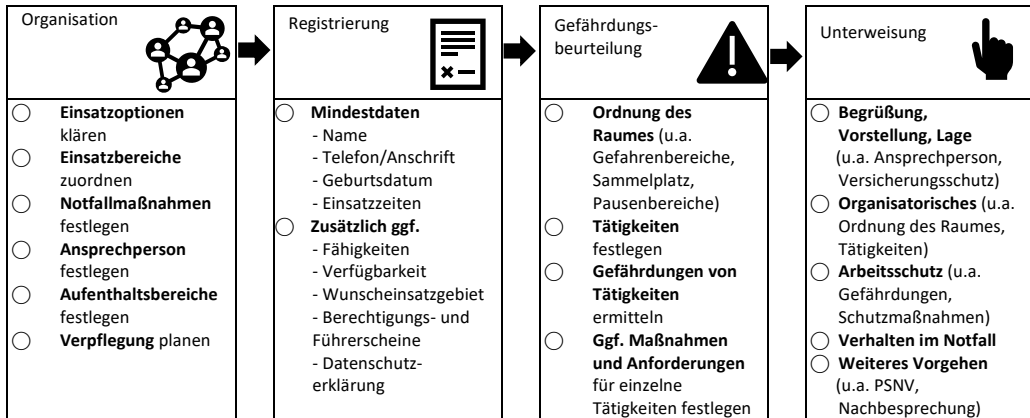 Organisation
Einsatzoptionen
klären
Einsatzbereiche
zuordnen
Notfallmaßnahmen
festlegen
Ansprechperson
festlegen
Aufenthaltsbereiche
festlegen
Verpflegung planen
Registrierung
Mindestdaten
- Name
- Telefon/Anschrift
- Geburtsdatum
- Einsatzzeiten
Zusätzlich ggf.
- Fähigkeiten
- Verfügbarkeit
- Wunscheinsatzgebiet
- Berechtigungs- und
Führerscheine
- Datenschutz-
erklärung
Gefährdungs-
beurteilung
Ordnung des
Raumes (u.a.
Gefahrenbereiche,
Sammelplatz,
Pausenbereiche)
Tätigkeiten
festlegen
Gefährdungen von
Tätigkeiten
ermitteln
Ggf. Maßnahmen
und Anforderungen
für einzelne
Tätigkeiten festlegen
Unterweisung
Begrüßung,
Vorstellung, Lage
(u.a. Ansprechperson,
Versicherungsschutz)
Organisatorisches (u.a.
Ordnung des Raumes,
Tätigkeiten)
Arbeitsschutz (u.a.
Gefährdungen,
Schutzmaßnahmen)
Verhalten im Notfall
Weiteres Vorgehen
(u.a. PSNV,
Nachbesprechung)